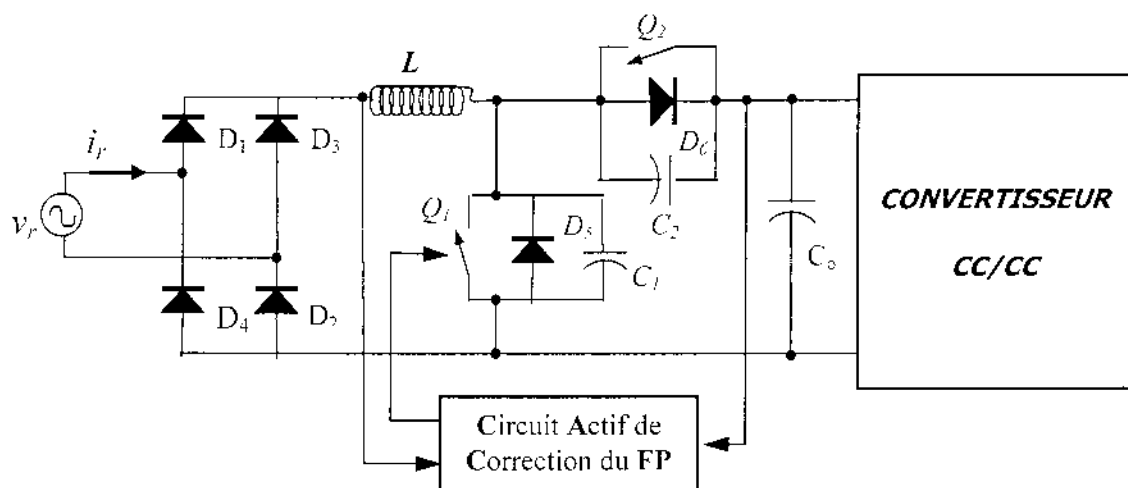 Q2
L
D1
D3
D6
ir
CONVERTISSEUR
Q1
D5
C2
vr
Co
CC/CC
C1
D4
D2
Circuit Actif de
Correction du FP